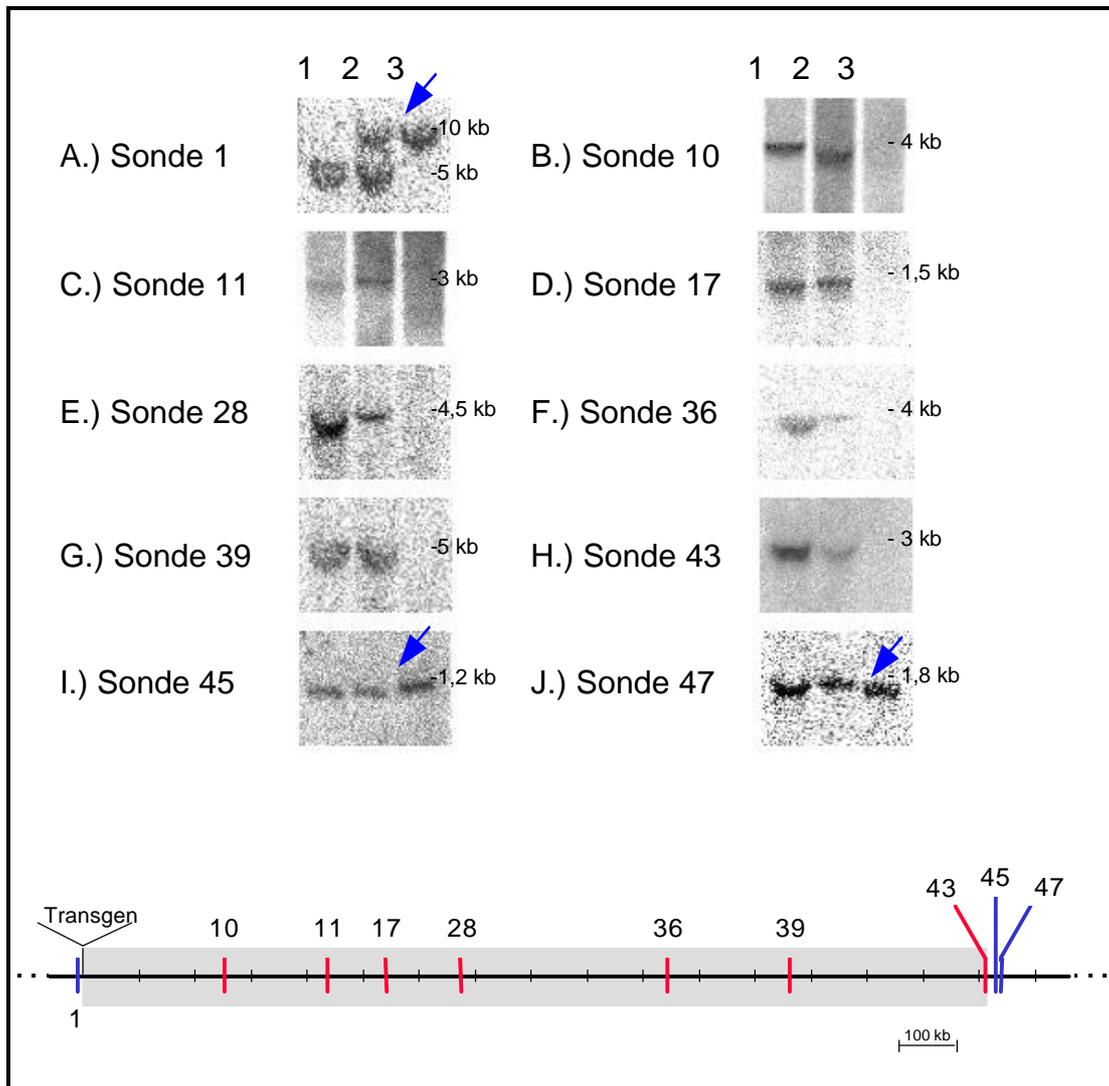 1 2 3
1 2 3
A.) Sonde 1
-10 kb
-5 kb
B.) Sonde 10
- 4 kb
C.) Sonde 11
-3 kb
D.) Sonde 17
- 1,5 kb
E.) Sonde 28
-4,5 kb
F.) Sonde 36
- 4 kb
G.) Sonde 39
-5 kb
H.) Sonde 43
- 3 kb
I.) Sonde 45
-1,2 kb
J.) Sonde 47
- 1,8 kb
43 45 47
Transgen
10 11 17 28 36 39
1
100 kb